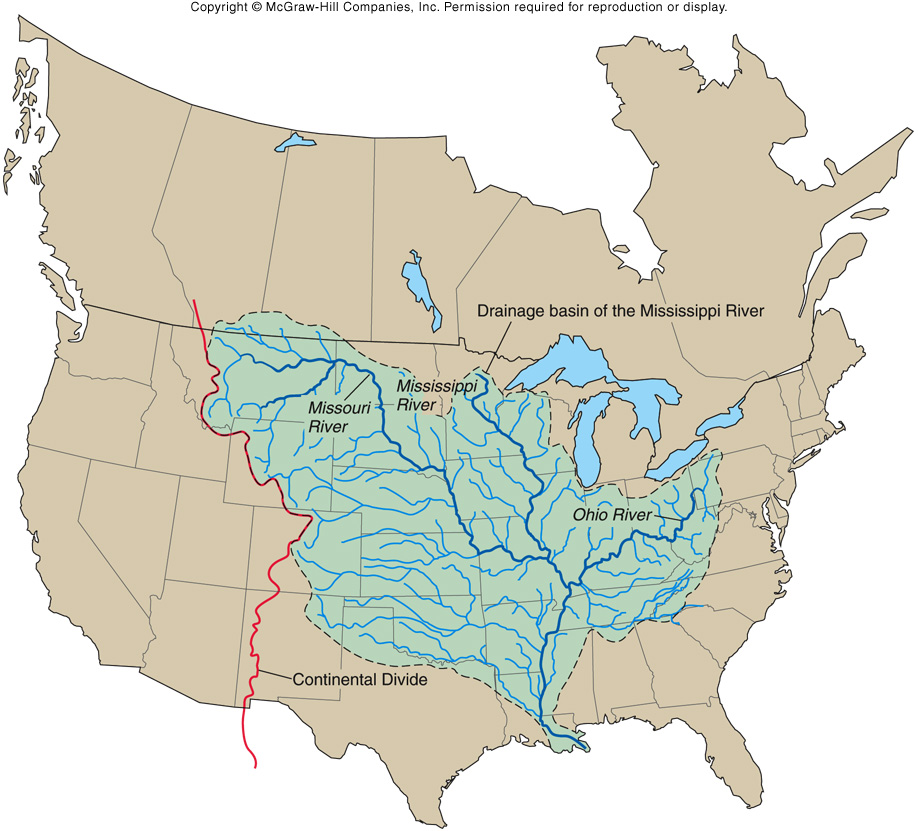 Copyright © McGraw-Hill Companies, Inc. Permission required for reproduction or display.
Drainage basin of the Mississippi River
Mississippi
River
Missouri
River
Ohio River
Continental Divide